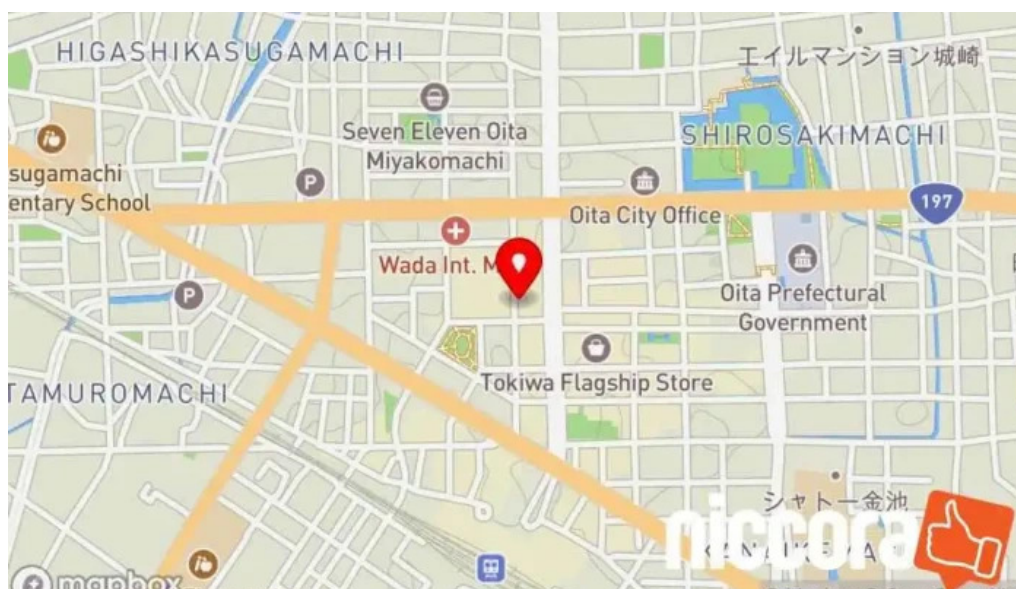 HIGASHIKASUGAMACHI
エイルマンション城崎
Seven Eleven Oita
Miyakomachi
SHIROSAKIMACHI
sugamachi
entary School
P
197
Oita City Office
Wada Int. M
P
Oita Prefectural
Government
Tokiwa Flagship Store
TAMUROMACHI
シャトー金池
niccora
mapbox